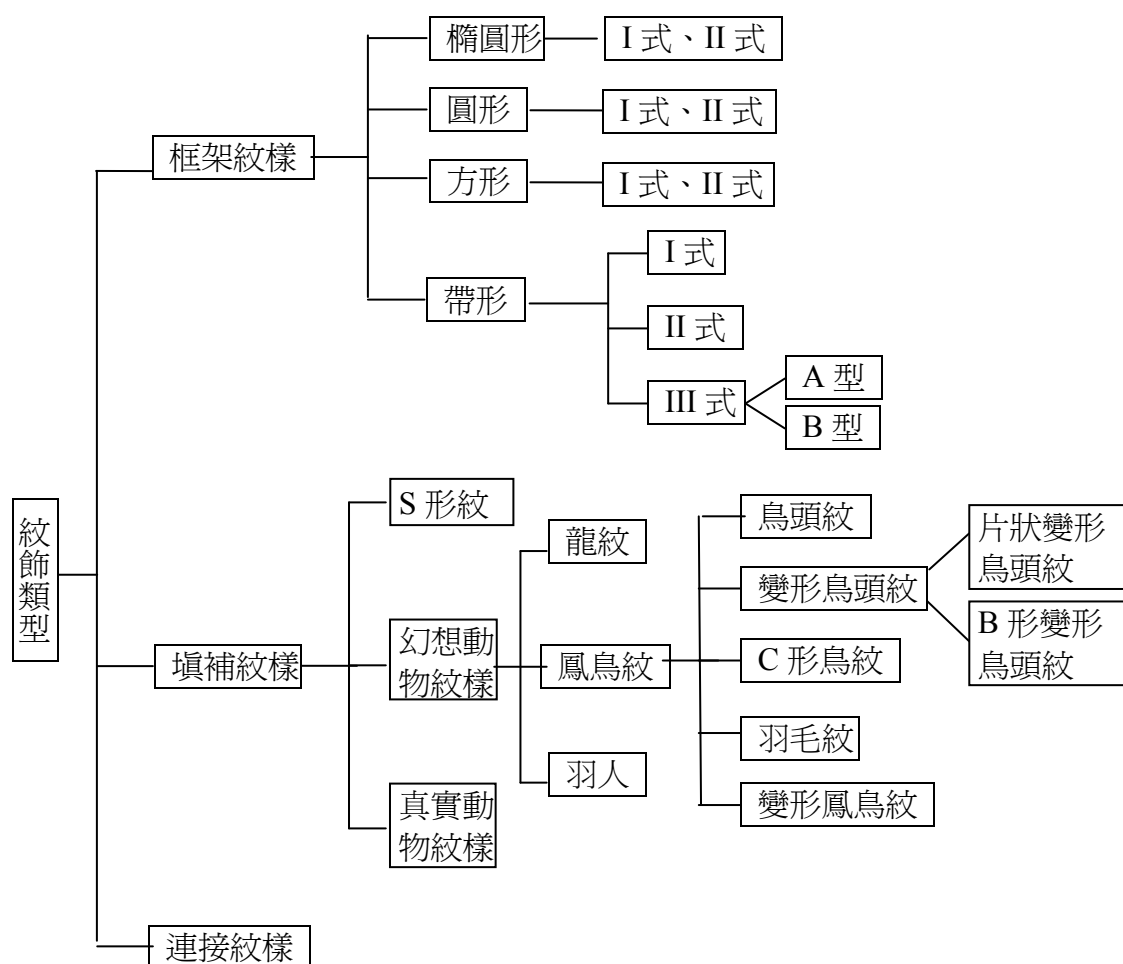 紋飾類型
框架紋樣
橢圓形
I 式、II 式
圓形
I 式、II 式
方形
I 式、II 式
帶形
I 式
II 式
III 式
A 型
B 型
填補紋樣
S 形紋
幻想動
物紋樣
龍紋
鳳鳥紋
鳥頭紋
變形鳥頭紋
片狀變形
鳥頭紋
B 形變形
鳥頭紋
C 形鳥紋
羽毛紋
變形鳳鳥紋
羽人
真實動
物紋樣
連接紋樣